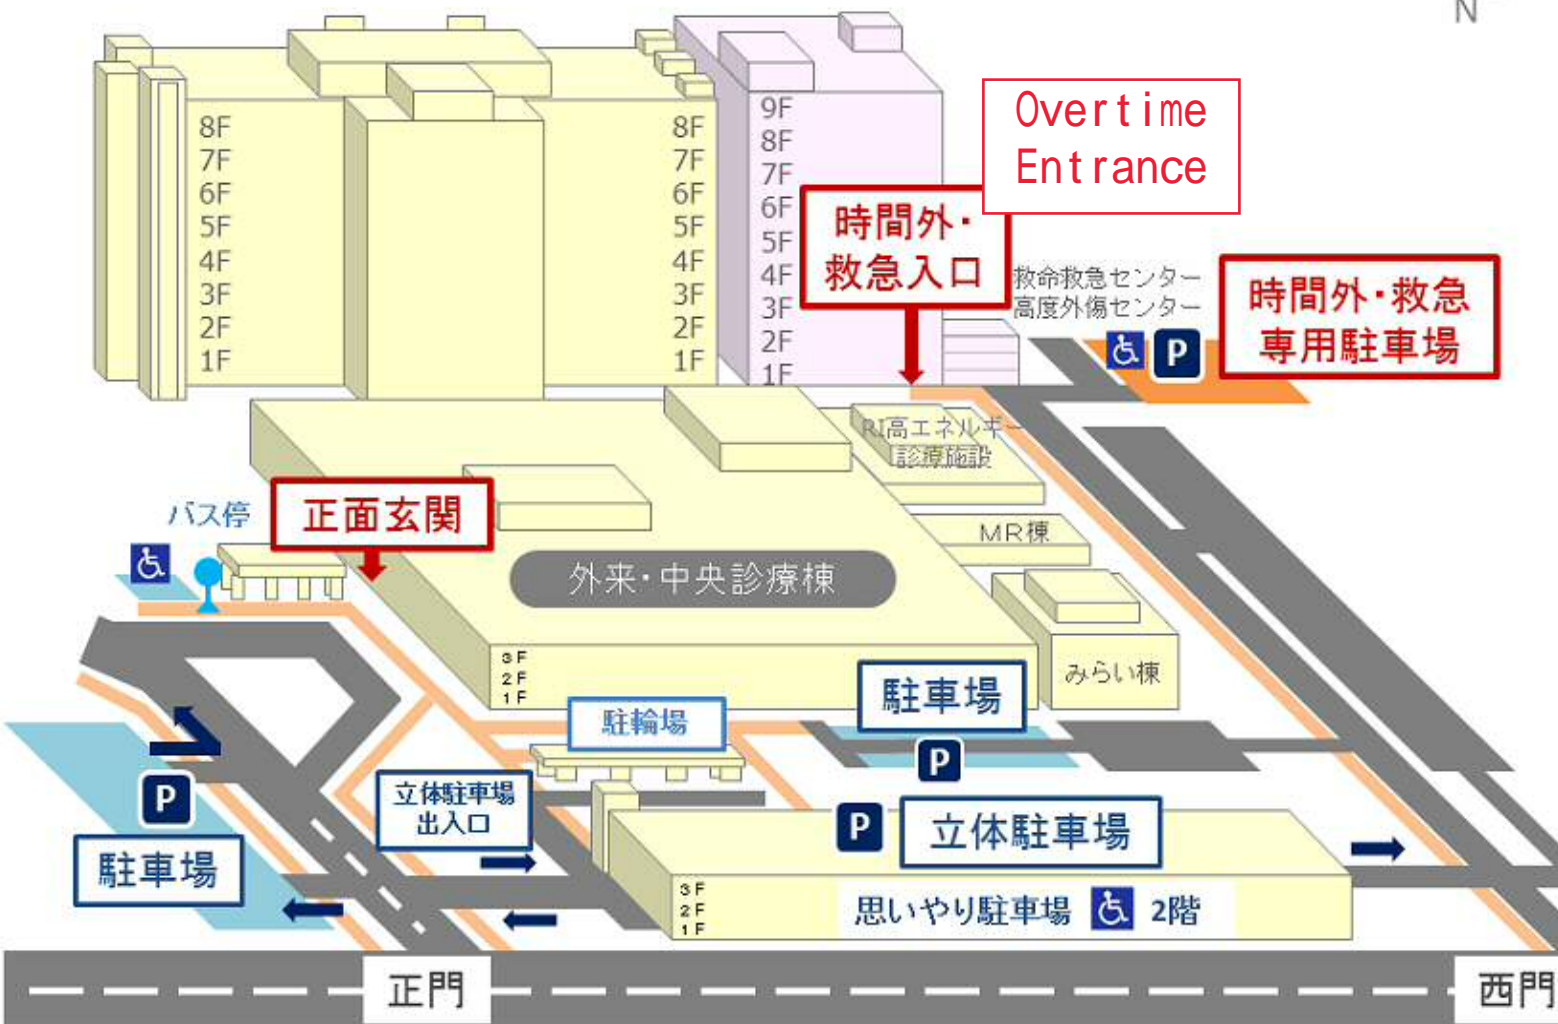 N
8F
7F
6F
5F
4F
3F
2F
1F
8F
7F
6F
5F
4F
3F
2F
1F
9F
8F
7F
6F
5F
4F
3F
2F
1F
Overtime
Entrance
時間外・
救急入口
救命救急センター
高度外傷センター
時間外・救急
専用駐車場
P
RI高エネルギー
診療施設
バス停
正面玄関
MR棟
外来・中央診療棟
みらい棟
3F
2F
1F
駐輪場
駐車場
P
P
駐車場
立体駐車場
出入口
P
立体駐車場
3F
2F
1F
思いやり駐車場 2階
正門
西門